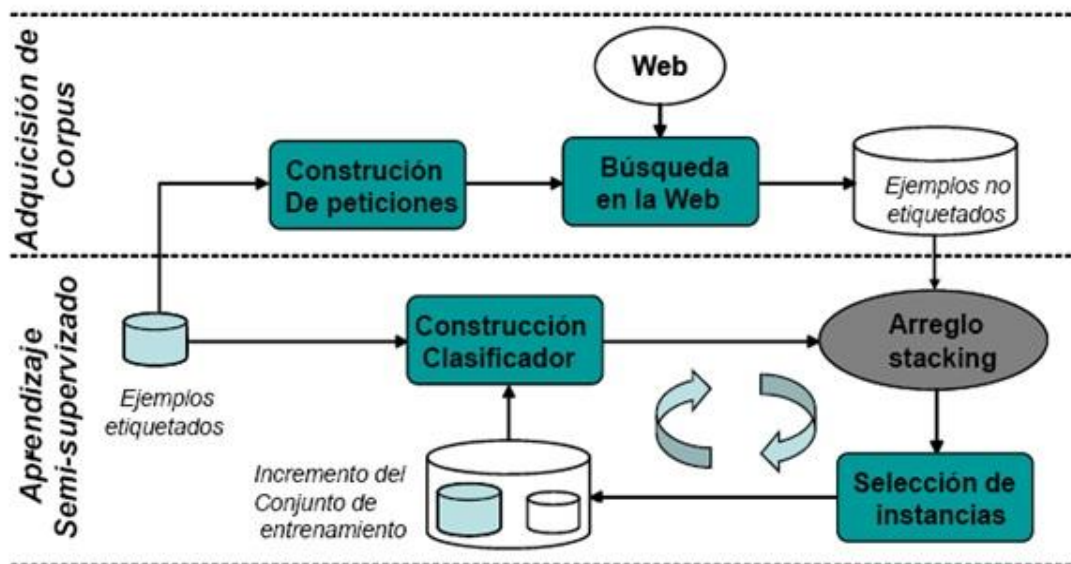 Adquicisión de
Corpus
Web
Construción
De peticiones
Búsqueda
en la Web
Ejemplos no
etiquetados
Aprendizaje
Semi-supervizado
Ejemplos
etiquetados
Construcción
Clasificador
Arreglo
stacking
Incremento del
Conjunto de
entrenamiento
Selección de
instancias